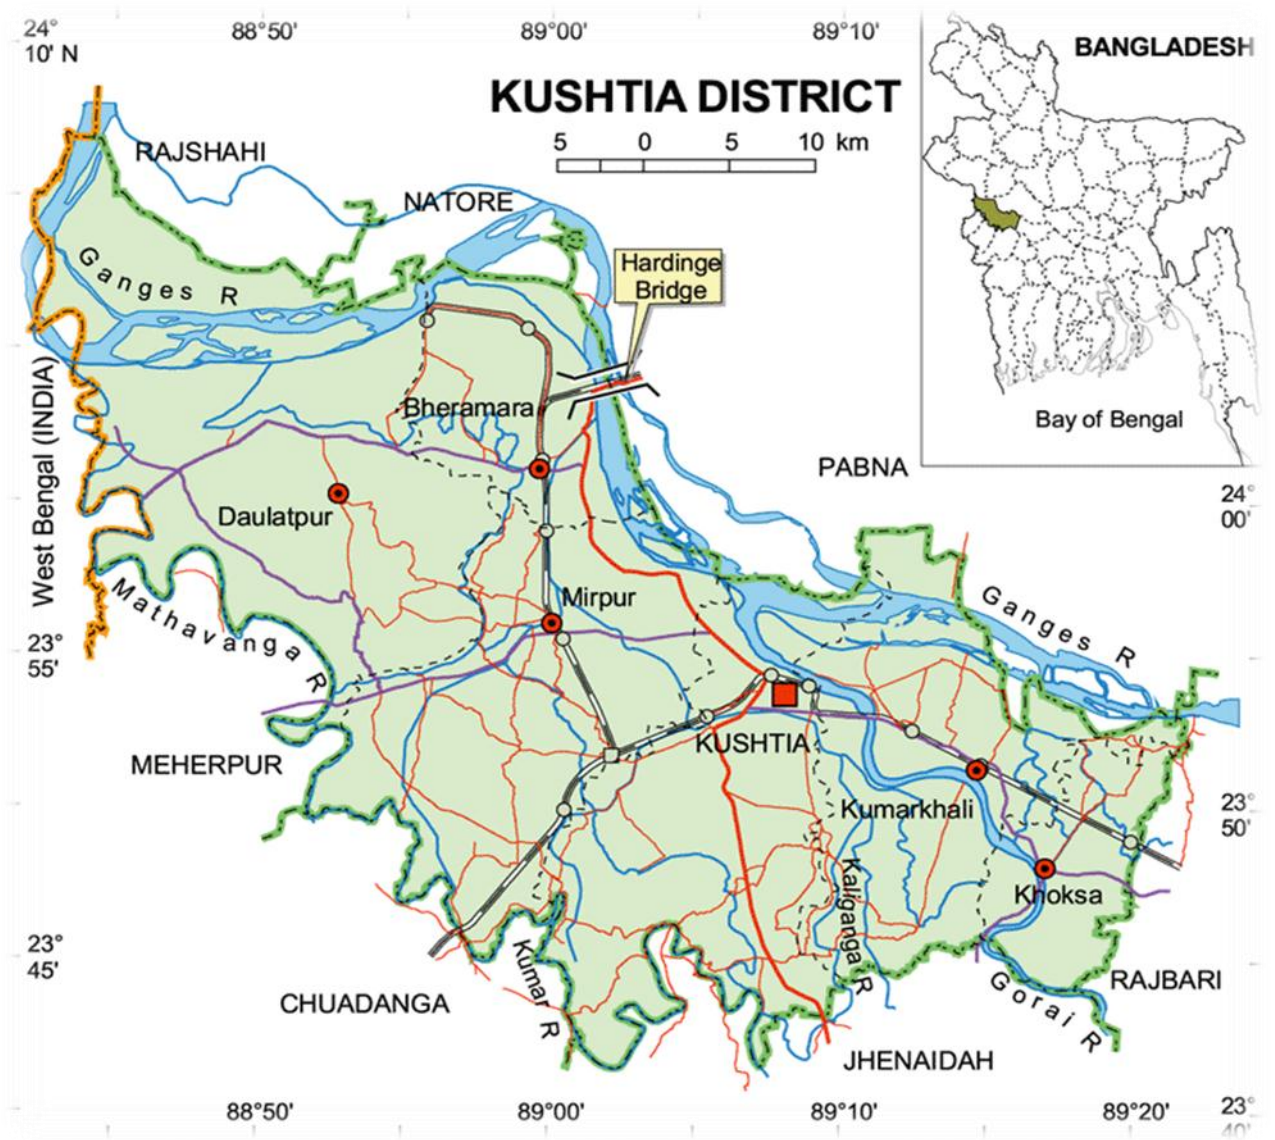 24°
10' N
88°50'
89°00'
89°10'
BANGLADESH
KUSHTIA DISTRICT
5 0 5 10 km
RAJSHAHI
NATORE
Ganges R
Hardinge
Bridge
West Bengal (INDIA)
Bheramara
Bay of Bengal
PABNA
24°
00'
Daulatpur
Mathavanga R
Mirpur
Ganges R
23°
55'
KUSHTIA
MEHERPUR
Kumarkhali
23°
50'
Kaliganga R
Khoksa
23°
45'
Kumar R
CHUADANGA
Gorai R
RAJBARI
JHENAIDAH
88°50'
89°00'
89°10'
89°20'
23°
40'